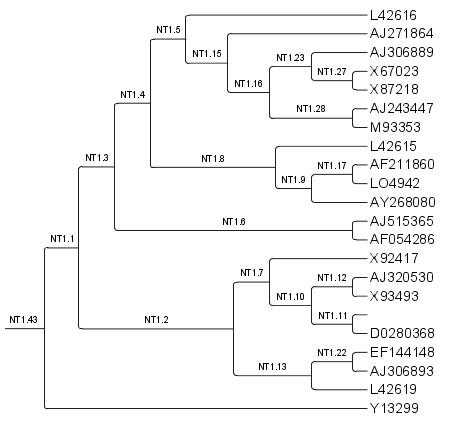 L42616
NT1.5
AJ271864
NT1.15
AJ306889
NT1.23
X67023
NT1.27
NT1.16
X87218
NT1.4
AJ243447
NT1.28
M93353
L42615
NT1.3
NT1.8
NT1.17
AF211860
NT1.9
LO4942
AY268080
AJ515365
NT1.6
AF054286
NT1.1
X92417
NT1.7
NT1.12
AJ320530
NT1.10
X93493
NT1.43
NT1.2
NT1.11
D0280368
EF144148
NT1.22
NT1.13
AJ306893
L42619
Y13299